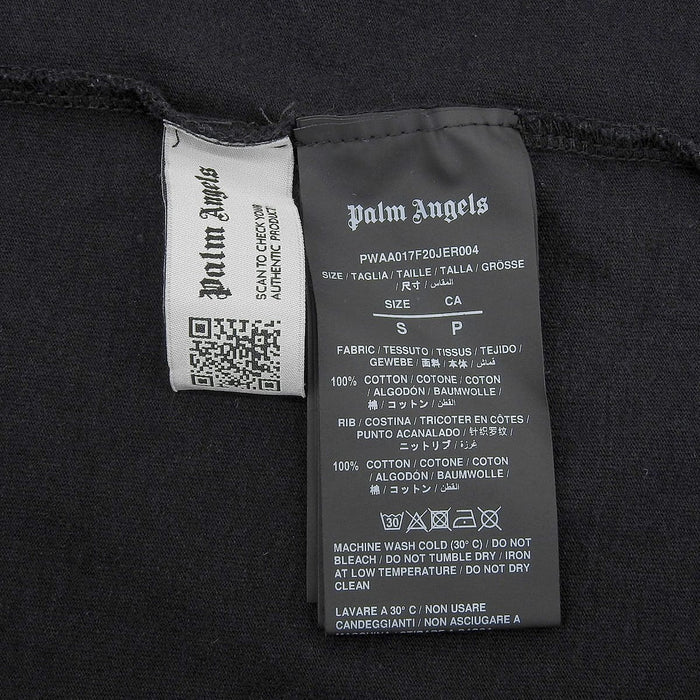 Palm Angels
SCAN TO CHECK YOUR
AUTHENTIC PRODUCT
Palm Angels
PWAA017F20JER004
SIZE / TAGLIA / TAILLE / TALLA / GRÖSSE
/ 尺寸 / المقاس
SIZE CA
S P
FABRIC / TESSUTO / TISSUS / TEJIDO /
GEWEBE / 面料 / 本体 / قماش
100% COTTON / COTONE / COTON
/ ALGODÓN / BAUMWOLLE /
棉 / コットン / القطن
RIB / COSTINA / TRICOTER EN CÔTES /
PUNTO ACANALADO / 针织罗纹 /
ニットリブ / غرزة
100% COTTON / COTONE / COTON
/ ALGODÓN / BAUMWOLLE /
棉 / コットン / القطن
30
MACHINE WASH COLD (30° C) / DO NOT
BLEACH / DO NOT TUMBLE DRY / IRON
AT LOW TEMPERATURE / DO NOT DRY
CLEAN
LAVARE A 30° C / NON USARE
CANDEGGIANTI / NON ASCIUGARE A